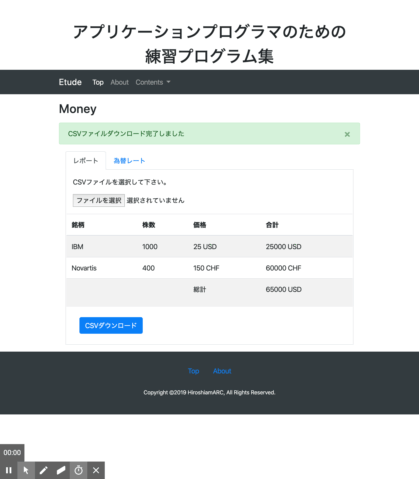 アプリケーションプログラマのための
練習プログラム集
Etude Top About Contents
Money
CSVファイルダウンロード完了しました ×
レポート 為替レート
CSVファイルを選択して下さい。
ファイルを選択 選択されていません
銘柄 株数 価格 合計
IBM 1000 25 USD 25000 USD
Novartis 400 150 CHF 60000 CHF
総計 65000 USD
CSVダウンロード
Top About
Copyright @2019 HiroshiamARC, All Rights Reserved.
00:00